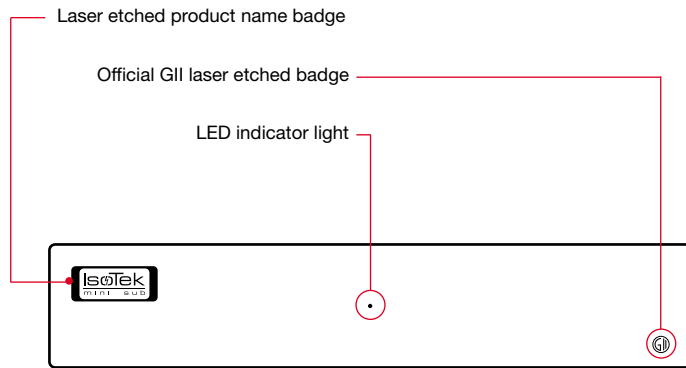 Laser etched product name badge
Official GII laser etched badge
LED indicator light
IsoTek
mini sub
GII